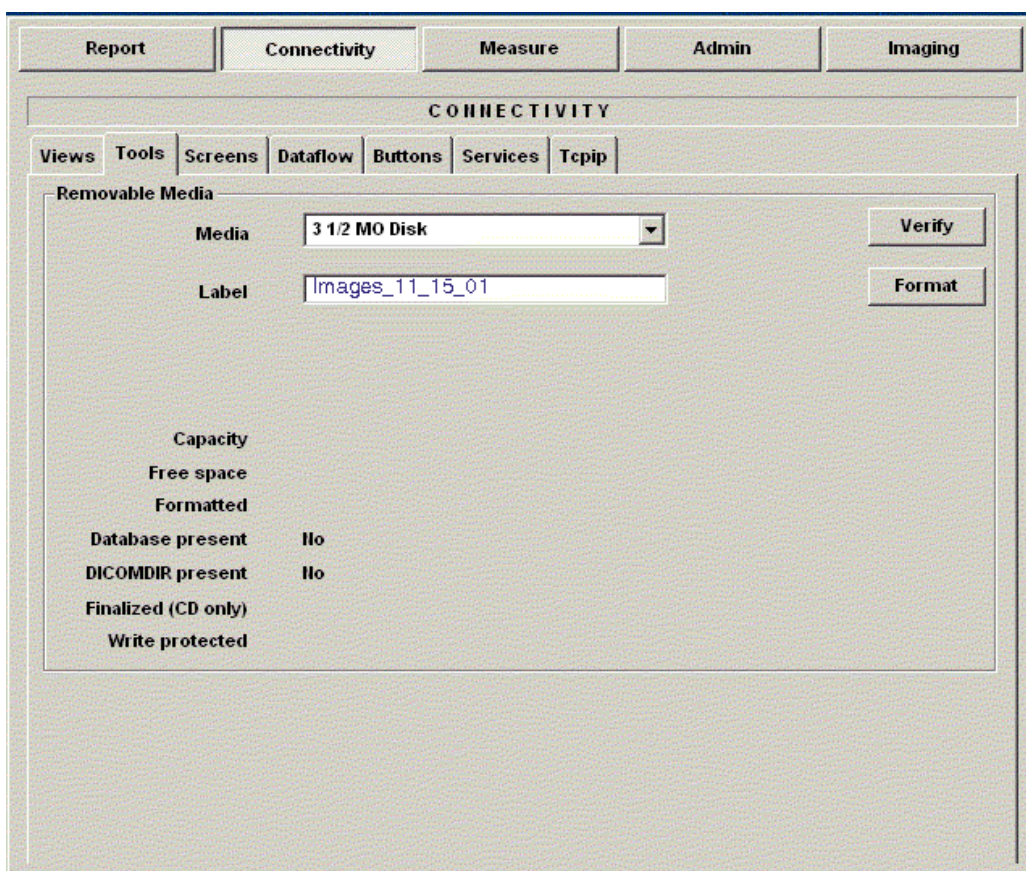 Report Connectivity Measure Admin Imaging
CONNECTIVITY
Views Tools Screens Dataflow Buttons Services Tcpip
Removable Media
Media 3 1/2 MO Disk Verify
Label Images_11_15_01 Format
Capacity
Free space
Formatted
Database present No
DICOMDIR present No
Finalized (CD only)
Write protected